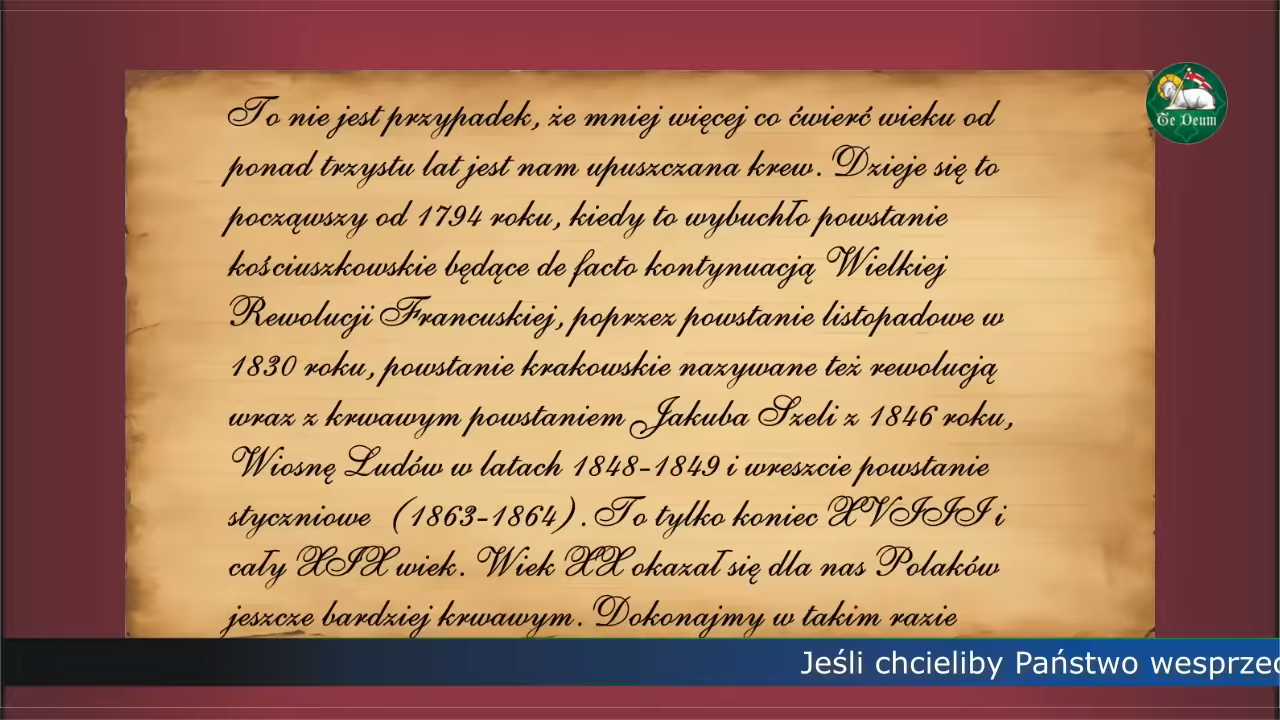 To nie jest przypadek, że mniej więcej co ćwierć wieku od
ponad trzystu lat jest nam upuszczana krew. Dzieje się to
począwszy od 1794 roku, kiedy to wybuchło powstanie
kościuszkowskie będące de facto kontynuacją Wielkiej
Rewolucji Francuskiej, poprzez powstanie listopadowe w
1830 roku, powstanie krakowskie nazywane też rewolucją
wraz z krwawym powstaniem Jakuba Szeli z 1846 roku,
Wiosnę Ludów w latach 1848-1849 i wreszcie powstanie
styczniowe (1863-1864). To tylko koniec XVIII i
cały XIX wiek. Wiek XX okazał się dla nas Polaków
jeszcze bardziej krwawym. Dokonajmy w takim razie
Te Deum
Jeśli chcieliby Państwo wesprzeć